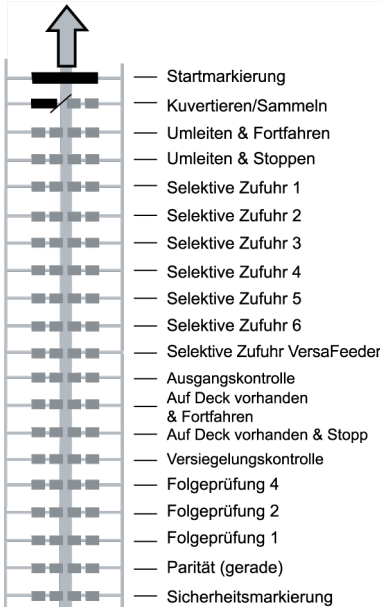 Startmarkierung
Kuvertieren/Sammeln
Umleiten & Fortfahren
Umleiten & Stoppen
Selektive Zufuhr 1
Selektive Zufuhr 2
Selektive Zufuhr 3
Selektive Zufuhr 4
Selektive Zufuhr 5
Selektive Zufuhr 6
Selektive Zufuhr VersaFeeder
Ausgangskontrolle
Auf Deck vorhanden
& Fortfahren
Auf Deck vorhanden & Stopp
Versiegelungskontrolle
Folgeprüfung 4
Folgeprüfung 2
Folgeprüfung 1
Parität (gerade)
Sicherheitsmarkierung